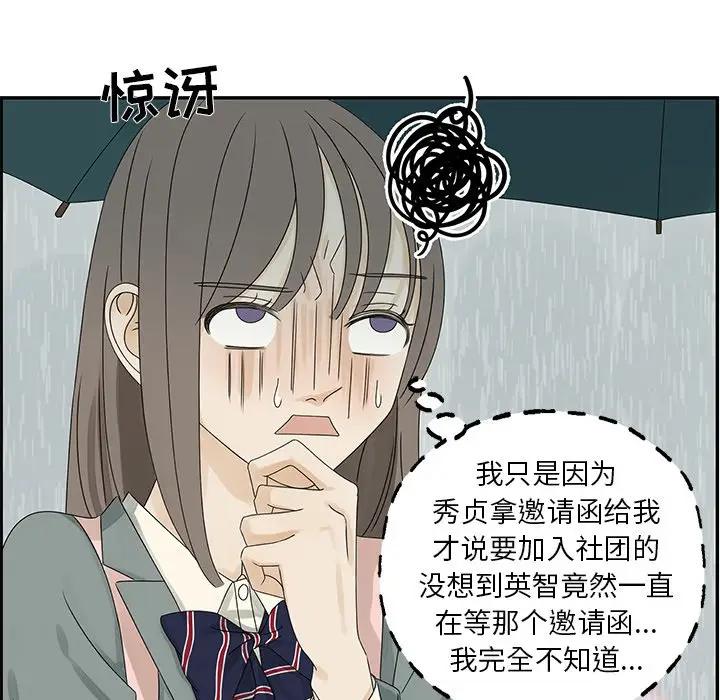 惊讶
我只是因为
秀贞拿邀请函给我
才说要加入社团的
没想到英智竟然一直
在等那个邀请函...
我完全不知道...